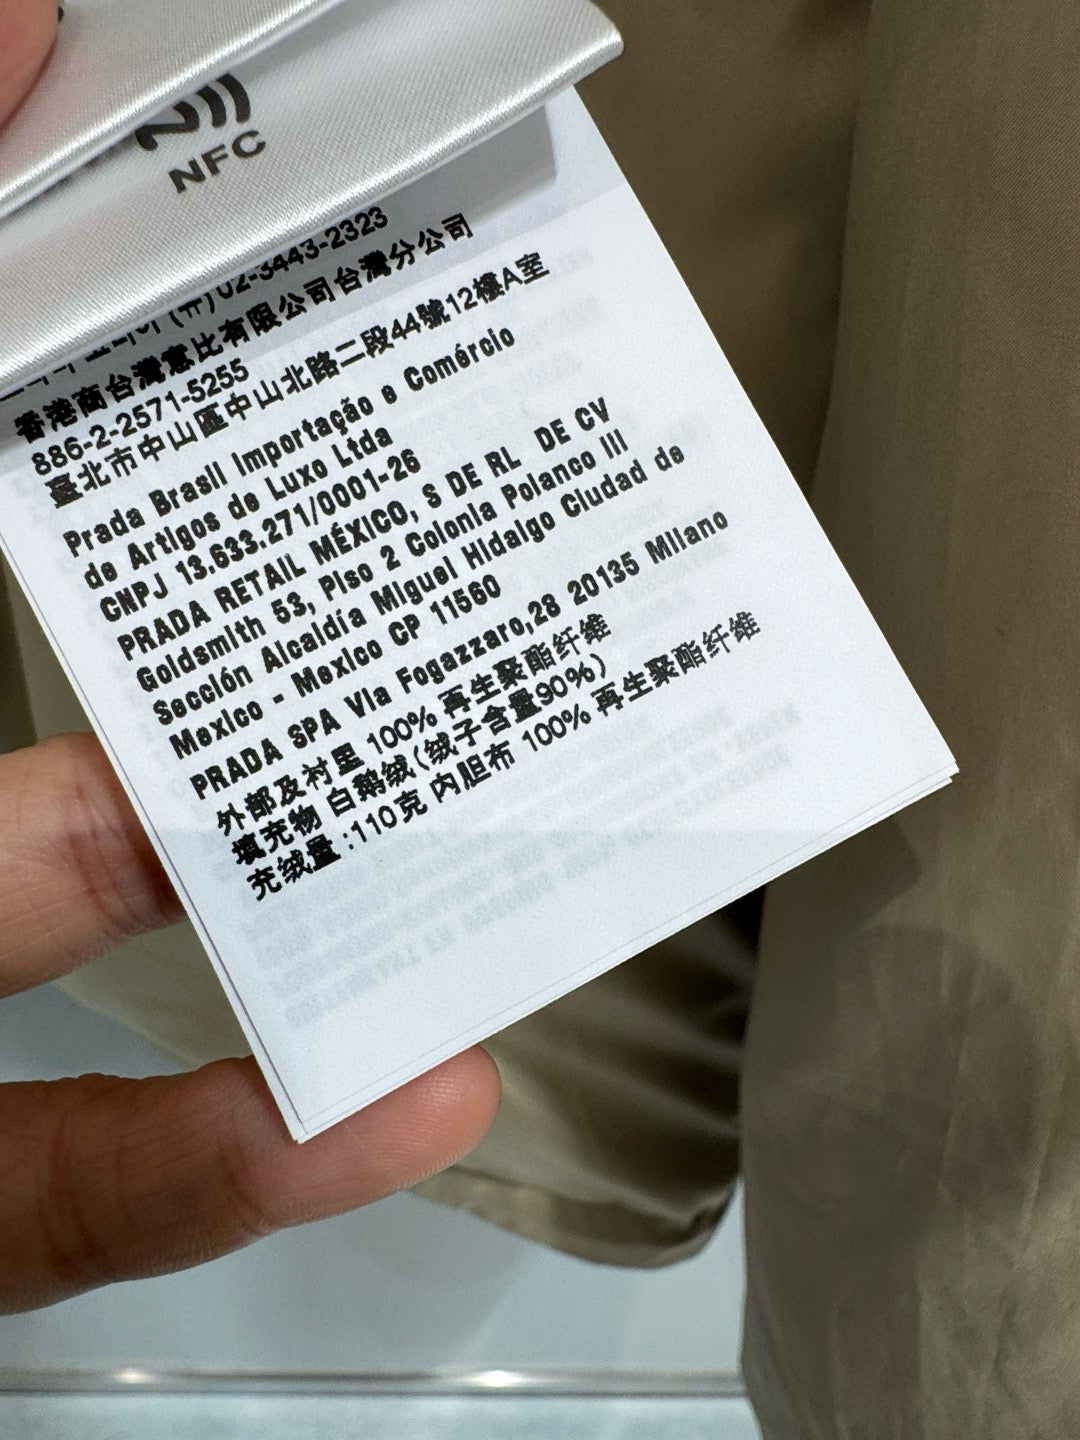 NFC
(유)02-3443-2323
香港商台灣意比有限公司台灣分公司
886-2-2571-5255
臺北市中山區中山北路二段44號12樓A室
Prada Brasil Importação e Comércio
de Artigos de Luxo Ltda
CNPJ 13.633.271/0001-26
PRADA RETAIL MÉXICO, S DE RL DE CV
Goldsmith 53, Piso 2 Colonia Polanco III
Sección Alcaldía Miguel Hidalgo Ciudad de
Mexico - Mexico CP 11560
PRADA SPA Via Fogazzaro,28 20135 Milano
外部及衬里 100% 再生聚酯纤维
填充物 白鹅绒(绒子含量90%)
充绒量:110克 内胆布 100% 再生聚酯纤维